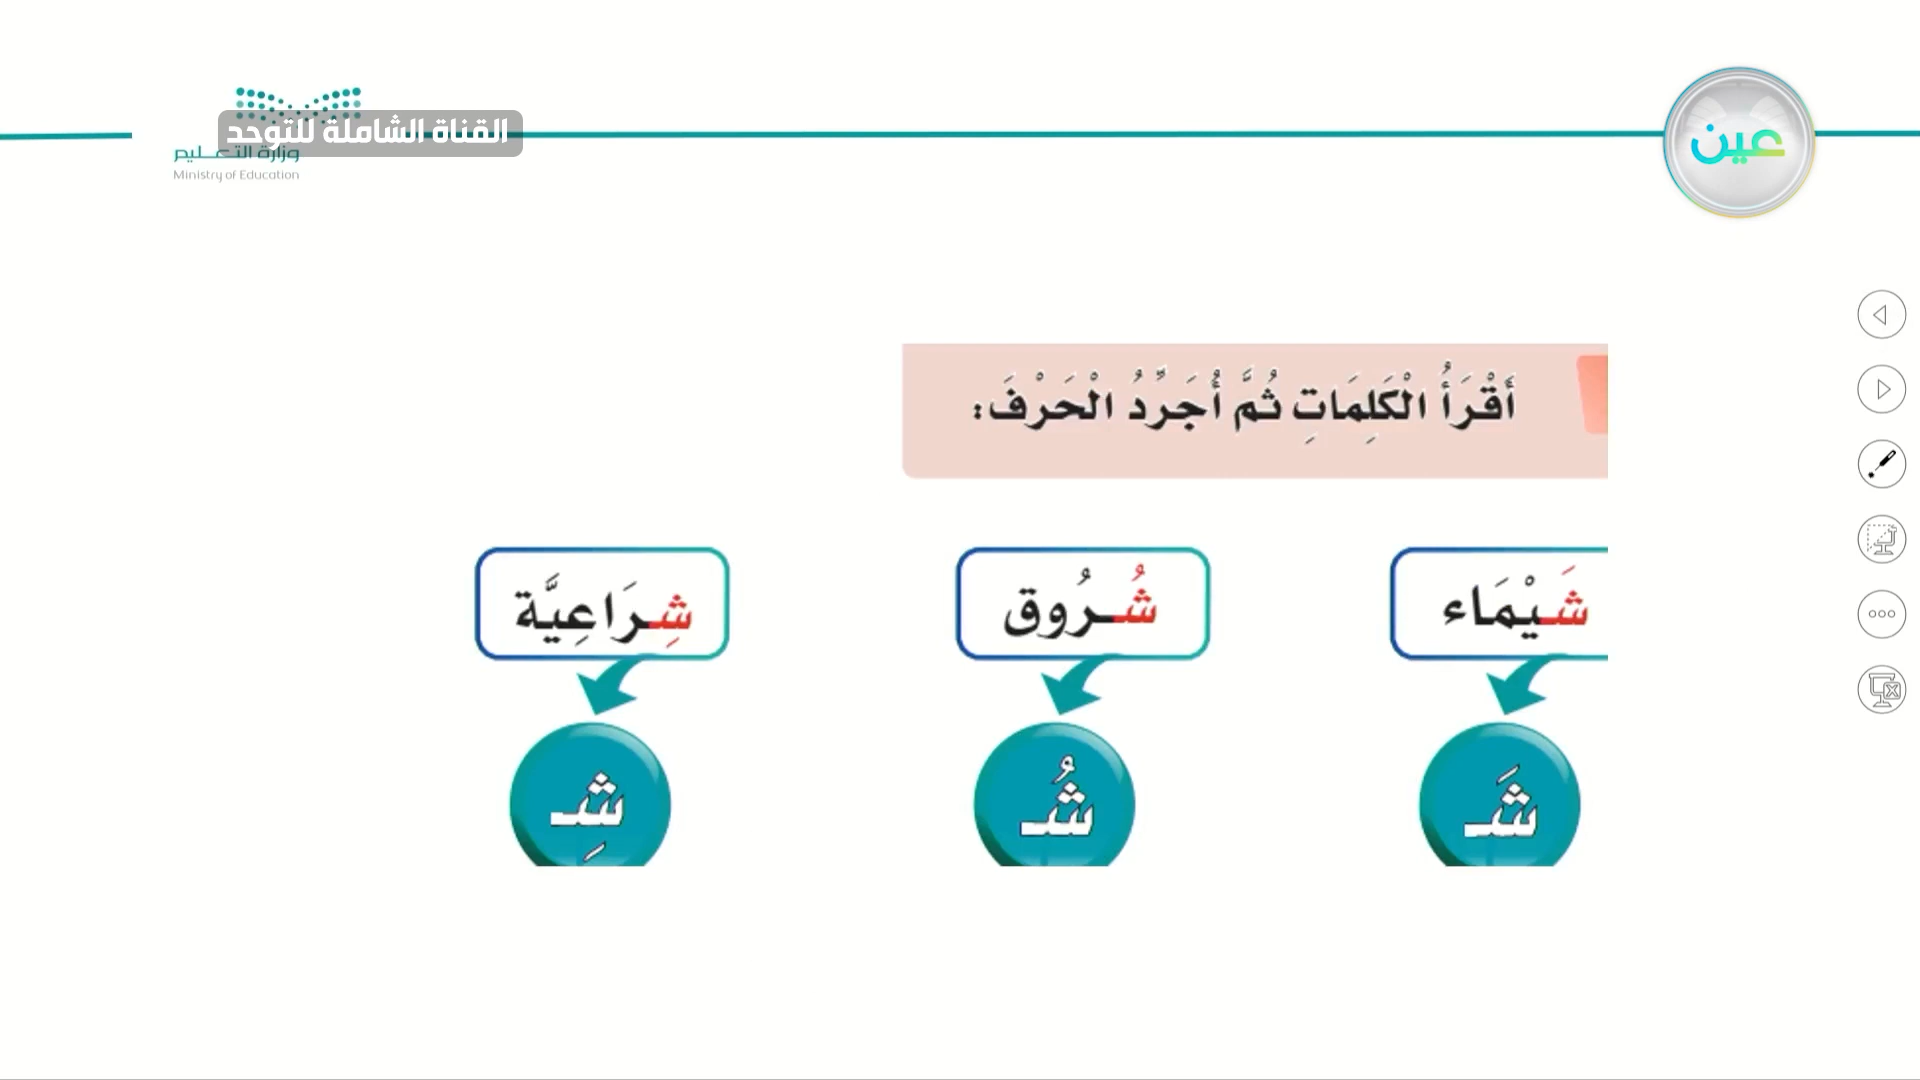 القناة الشاملة للتوحد
وزارة التعليم
Ministry of Education
عين
أَقْرَأُ الْكَلِمَاتِ ثُمَّ أُجَرِّدُ الْحَرْفَ:
شَيْمَاء
شُرُوق
شِرَاعِيَّة
شَـ
شُـ
شِـ